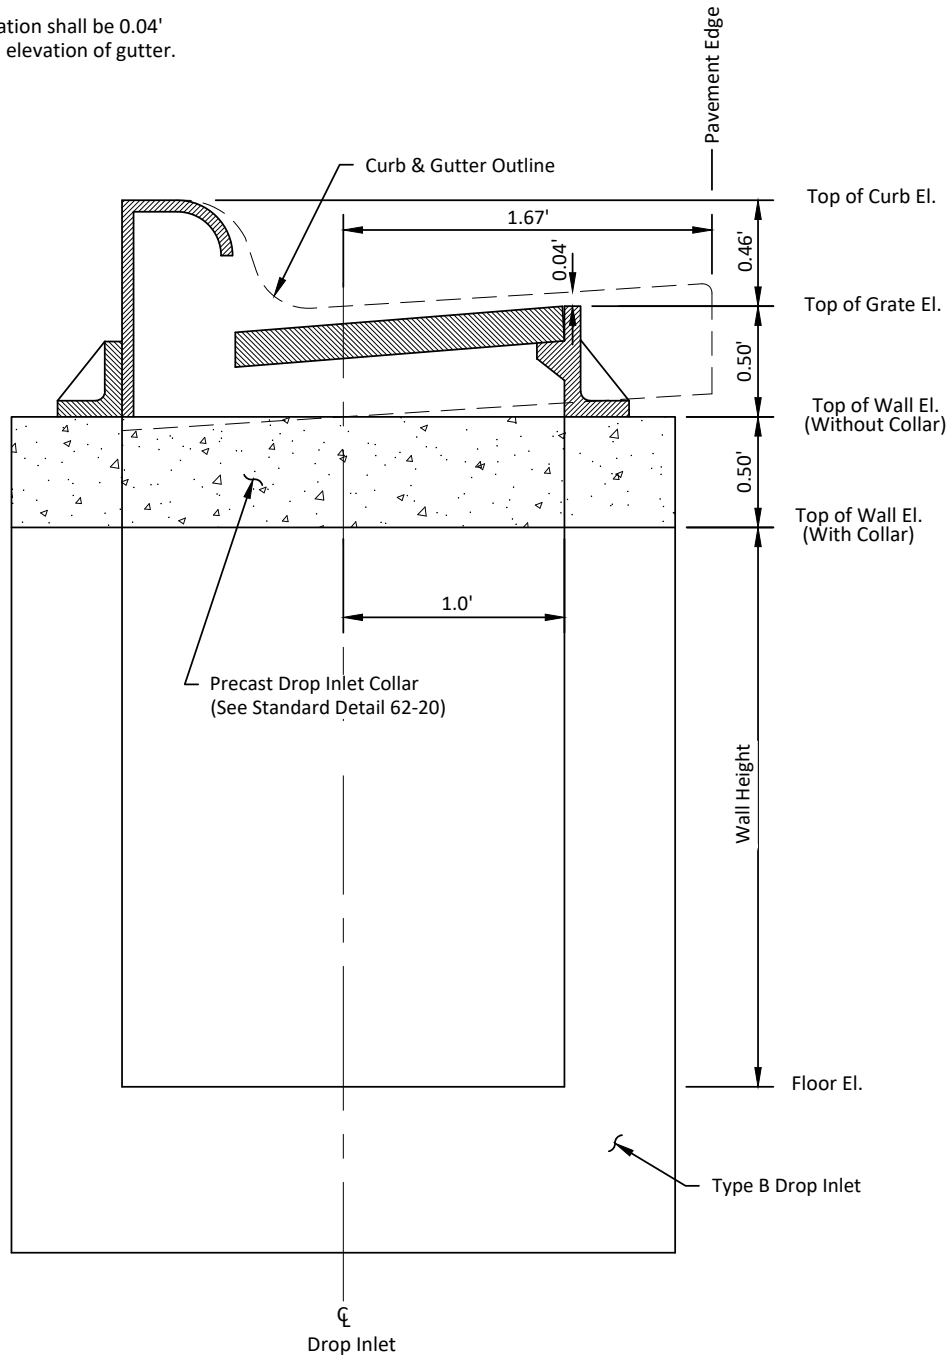 ation shall be 0.04'
elevation of gutter.
Pavement Edge
Curb & Gutter Outline
Top of Curb El.
1.67'
0.04'
0.46'
Top of Grate El.
0.50'
Top of Wall El.
(Without Collar)
0.50'
Top of Wall El.
(With Collar)
1.0'
Precast Drop Inlet Collar
(See Standard Detail 62-20)
Wall Height
Floor El.
Type B Drop Inlet
℄
Drop Inlet